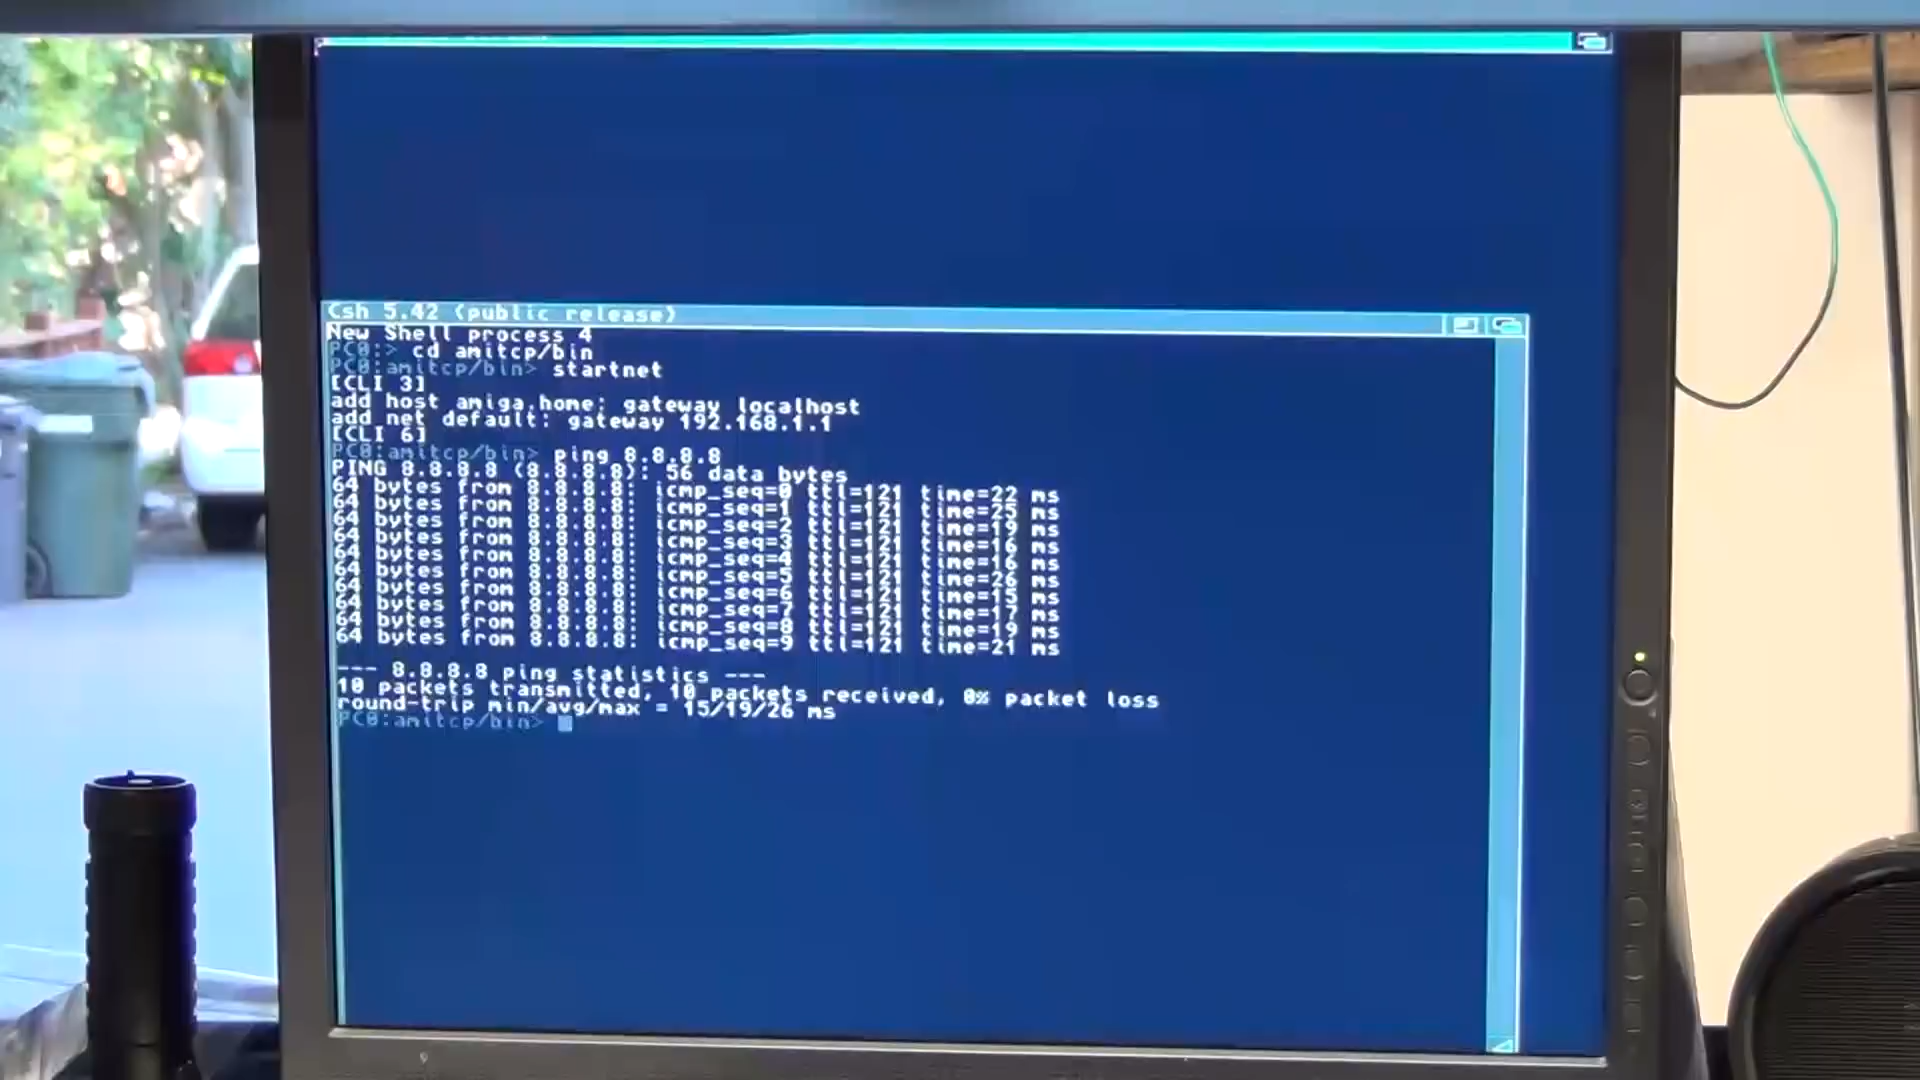 Csh 5.42 (public release)
New Shell process 4
PC0:> cd amitcp/bin
PC0:amitcp/bin> startnet
[CLI 3]
add host amiga.home: gateway localhost
add net default: gateway 192.168.1.1
[CLI 6]
PC0:amitcp/bin> ping 8.8.8.8
PING 8.8.8.8 (8.8.8.8): 56 data bytes
64 bytes from 8.8.8.8: icmp_seq=0 ttl=121 time=22 ms
64 bytes from 8.8.8.8: icmp_seq=1 ttl=121 time=25 ms
64 bytes from 8.8.8.8: icmp_seq=2 ttl=121 time=19 ms
64 bytes from 8.8.8.8: icmp_seq=3 ttl=121 time=16 ms
64 bytes from 8.8.8.8: icmp_seq=4 ttl=121 time=16 ms
64 bytes from 8.8.8.8: icmp_seq=5 ttl=121 time=26 ms
64 bytes from 8.8.8.8: icmp_seq=6 ttl=121 time=15 ms
64 bytes from 8.8.8.8: icmp_seq=7 ttl=121 time=17 ms
64 bytes from 8.8.8.8: icmp_seq=8 ttl=121 time=19 ms
64 bytes from 8.8.8.8: icmp_seq=9 ttl=121 time=21 ms
--- 8.8.8.8 ping statistics ---
10 packets transmitted, 10 packets received, 0% packet loss
round-trip min/avg/max = 15/19/26 ms
PC0:amitcp/bin>